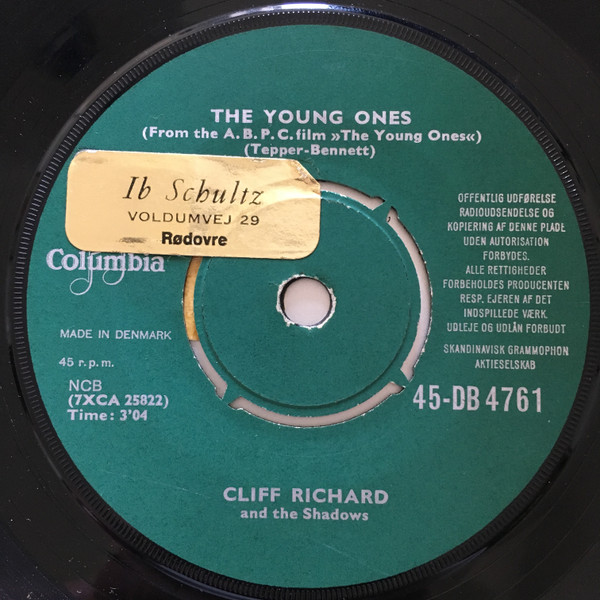 THE YOUNG ONES
(From the A.B.P.C. film »The Young Ones«)
(Tepper-Bennett)
Ib Schultz
VOLDUMVEJ 29
Rødovre
Columbia
MADE IN DENMARK
45 r.p.m.
NCB
(7XCA 25822)
Time: 3'04
OFFENTLIG UDFØRELSE
RADIOUDSENDELSE OG
KOPIERING AF DENNE PLADE
UDEN AUTORISATION
FORBYDES.
ALLE RETTIGHEDER
FORBEHOLDES PRODUCENTEN
RESP. EJEREN AF DET
INDSPILLEDE VÆRK.
UDLEJE OG UDLÅN FORBUDT
SKANDINAVISK GRAMMOPHON
AKTIESELSKAB
45-DB 4761
CLIFF RICHARD
and the Shadows